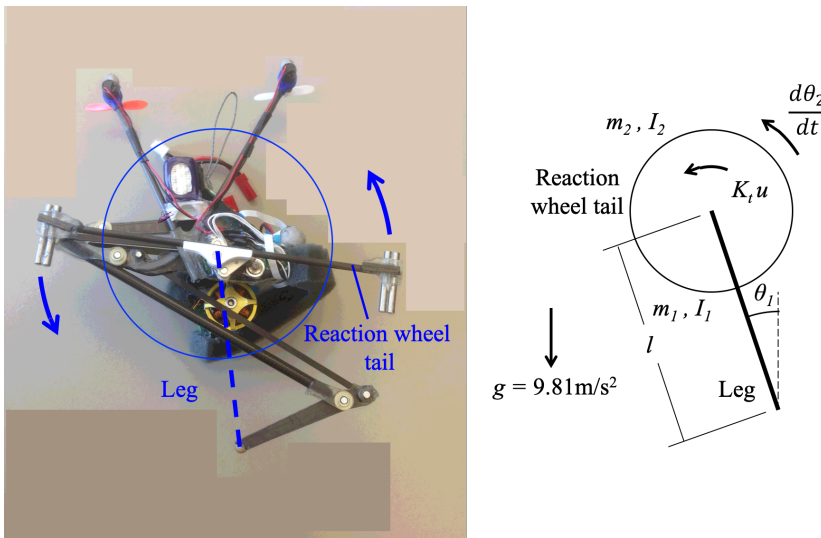 Reaction wheel
tail
Leg
dθ₂
dt
m₂ , I₂
Reaction
wheel tail
Kₜu
m₁ , I₁
θ₁
l
g = 9.81m/s²
Leg